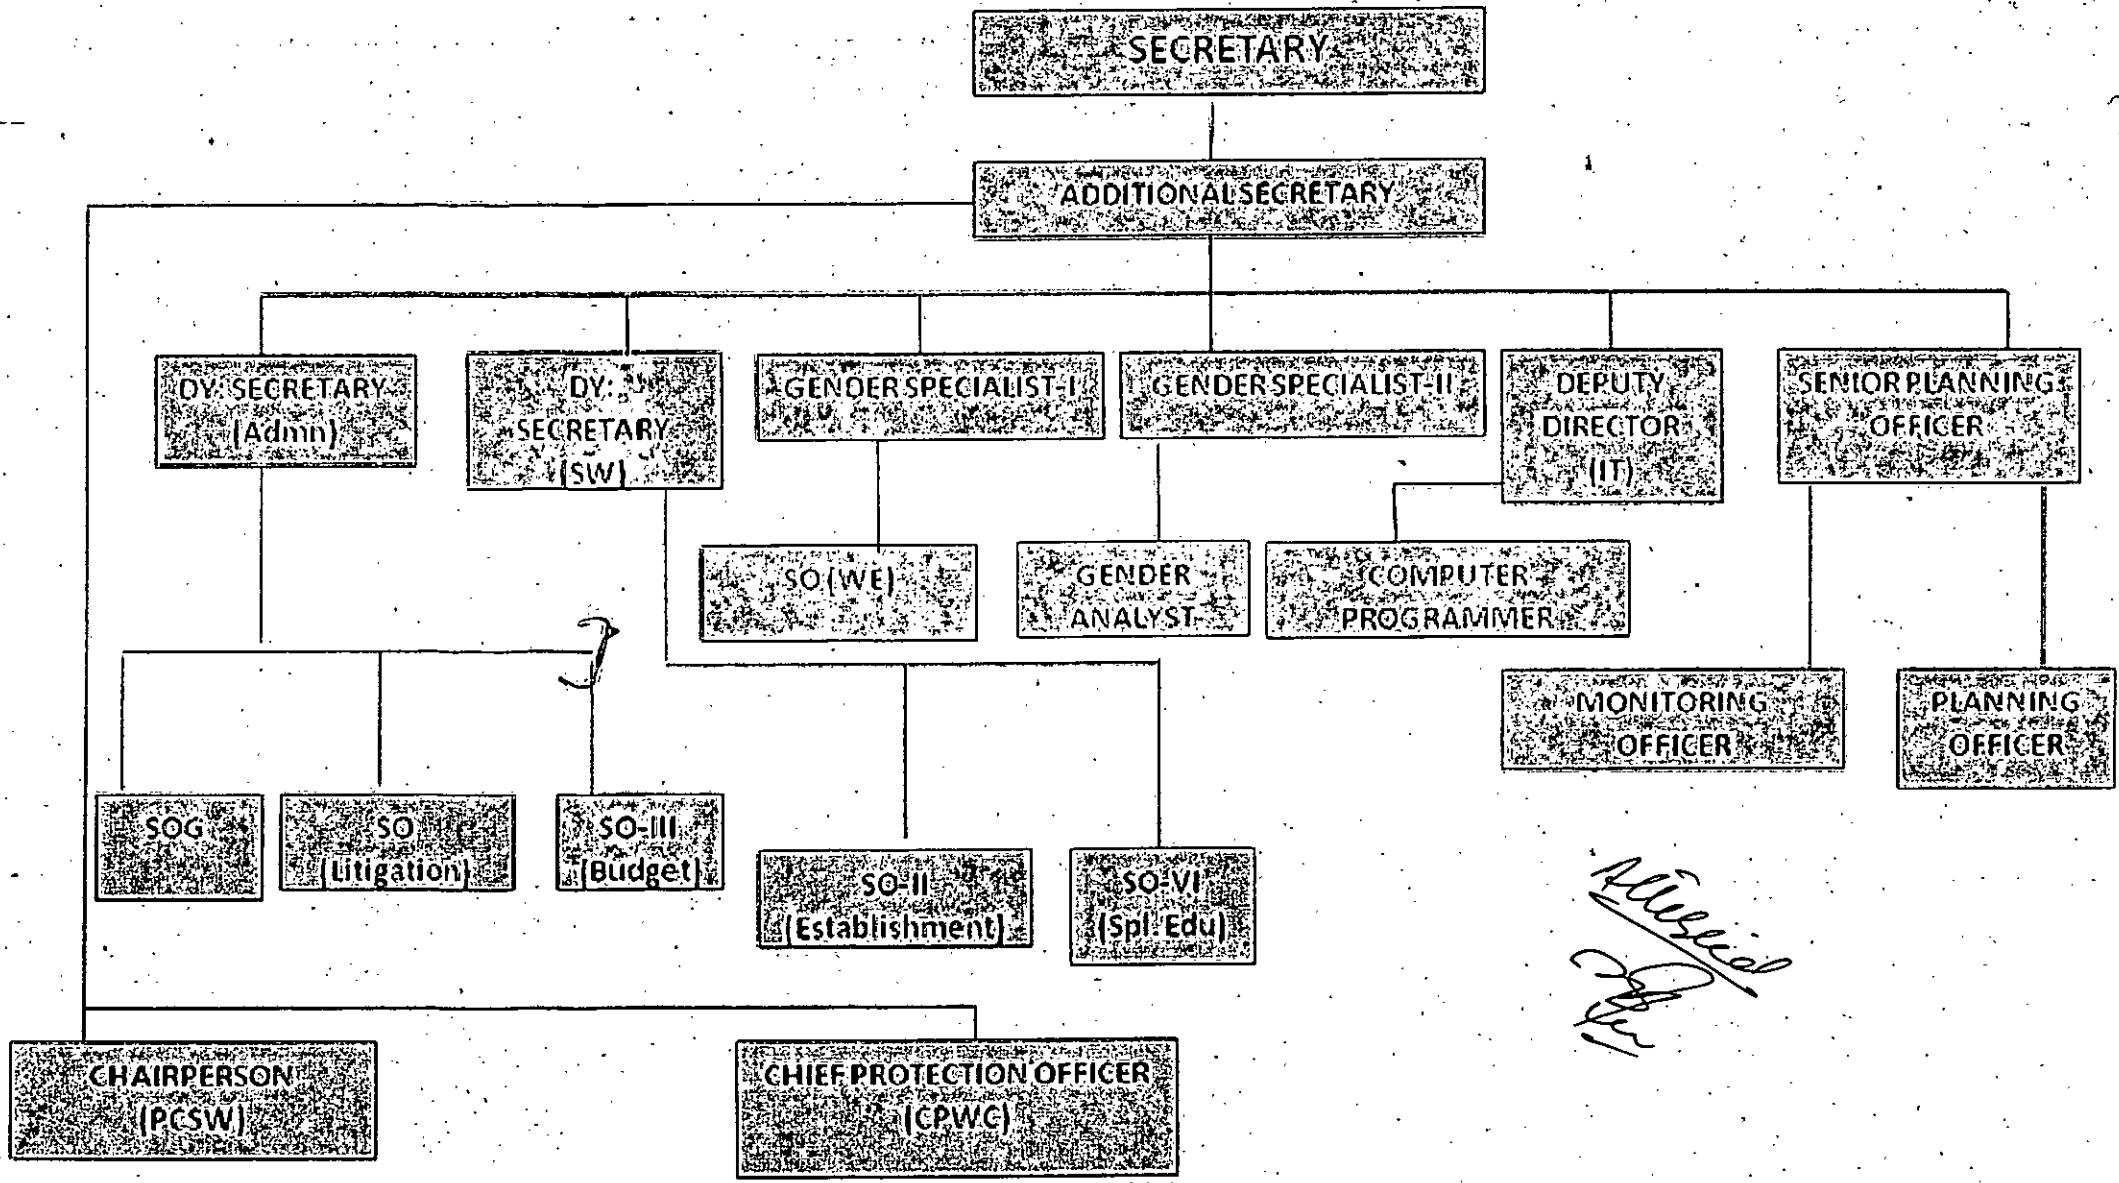 SECRETARY
ADDITIONAL SECRETARY
DY: SECRETARY
(Admn)
DY:
SECRETARY
(SW)
GENDER SPECIALIST-I
GENDER SPECIALIST-II
DEPUTY
DIRECTOR
(IT)
SENIOR PLANNING
OFFICER
SO (WE)
GENDER
ANALYST
COMPUTER
PROGRAMMER
MONITORING
OFFICER
PLANNING
OFFICER
SOG
SO
(Litigation)
SO-III
(Budget)
SO-II
(Establishment)
SO-VI
(Spl. Edu)
Attested
CHAIRPERSON
(PCSW)
CHIEF PROTECTION OFFICER
(CPWC)